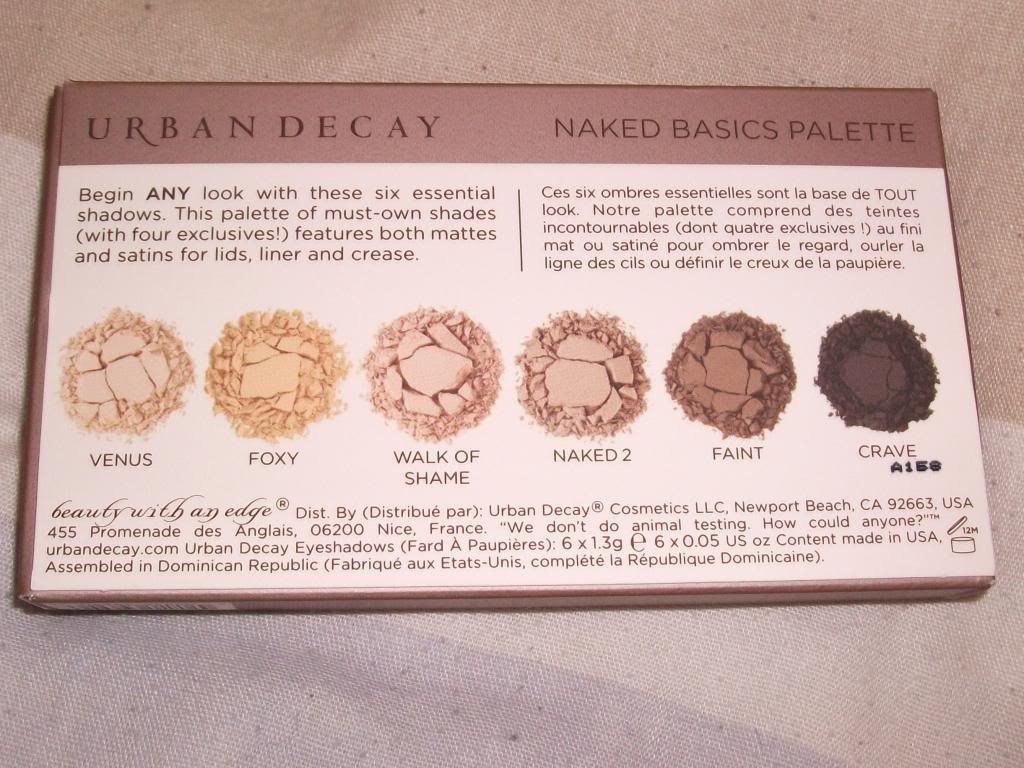 URBAN DECAY NAKED BASICS PALETTE
Begin ANY look with these six essential
shadows. This palette of must-own shades
(with four exclusives!) features both mattes
and satins for lids, liner and crease.
Ces six ombres essentielles sont la base de TOUT
look. Notre palette comprend des teintes
incontournables (dont quatre exclusives !) au fini
mat ou satiné pour ombrer le regard, ourler la
ligne des cils ou définir le creux de la paupière.
VENUS
FOXY
WALK OF
SHAME
NAKED 2
FAINT
CRAVE
A158
beauty with an edge® Dist. By (Distribué par): Urban Decay® Cosmetics LLC, Newport Beach, CA 92663, USA
455 Promenade des Anglais, 06200 Nice, France. “We don't do animal testing. How could anyone?”™
urbandecay.com Urban Decay Eyeshadows (Fard À Paupières): 6 x 1.3g ℮ 6 x 0.05 US oz Content made in USA,
12M
Assembled in Dominican Republic (Fabriqué aux Etats-Unis, complété la République Dominicaine).